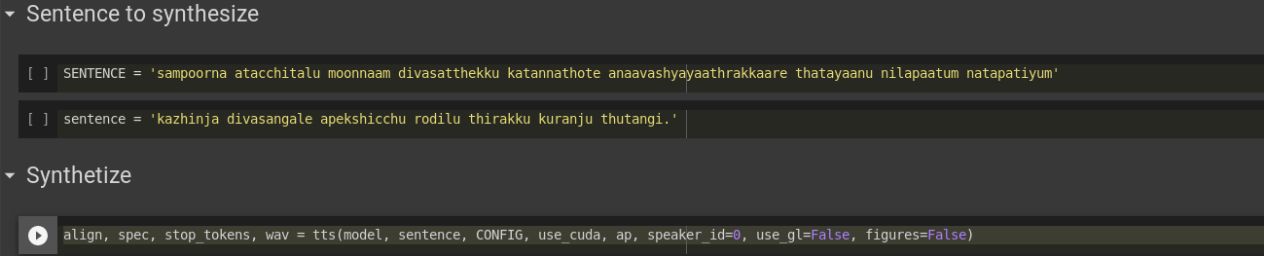 Sentence to synthesize
[ ] SENTENCE = 'sampoorna atacchitalu moonnaam divasatthekku katannathote anaavashyayaathrakkaare thatayaanu nilapaatum natapatiyum'
[ ] sentence = 'kazhinja divasangale apekshicchu rodilu thirakku kuranju thutangi.'
Synthetize
align, spec, stop_tokens, wav = tts(model, sentence, CONFIG, use_cuda, ap, speaker_id=0, use_gl=False, figures=False)